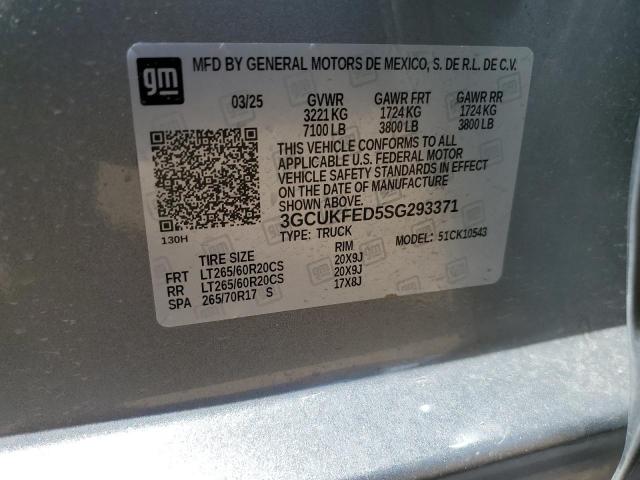 gm
MFD BY GENERAL MOTORS DE MEXICO, S. DE R.L. DE C.V.
03/25 GVWR GAWR FRT GAWR RR
3221 KG 1724 KG 1724 KG
7100 LB 3800 LB 3800 LB
THIS VEHICLE CONFORMS TO ALL
APPLICABLE U.S. FEDERAL MOTOR
VEHICLE SAFETY STANDARDS IN EFFECT
ON THE DATE OF MANUFACTURE
SHOWN ABOVE.
3GCUKFED5SG293371
130H
TYPE: TRUCK MODEL: 51CK10543
TIRE SIZE RIM
FRT LT265/60R20CS 20X9J
RR LT265/60R20CS 20X9J
SPA 265/70R17 S 17X8J